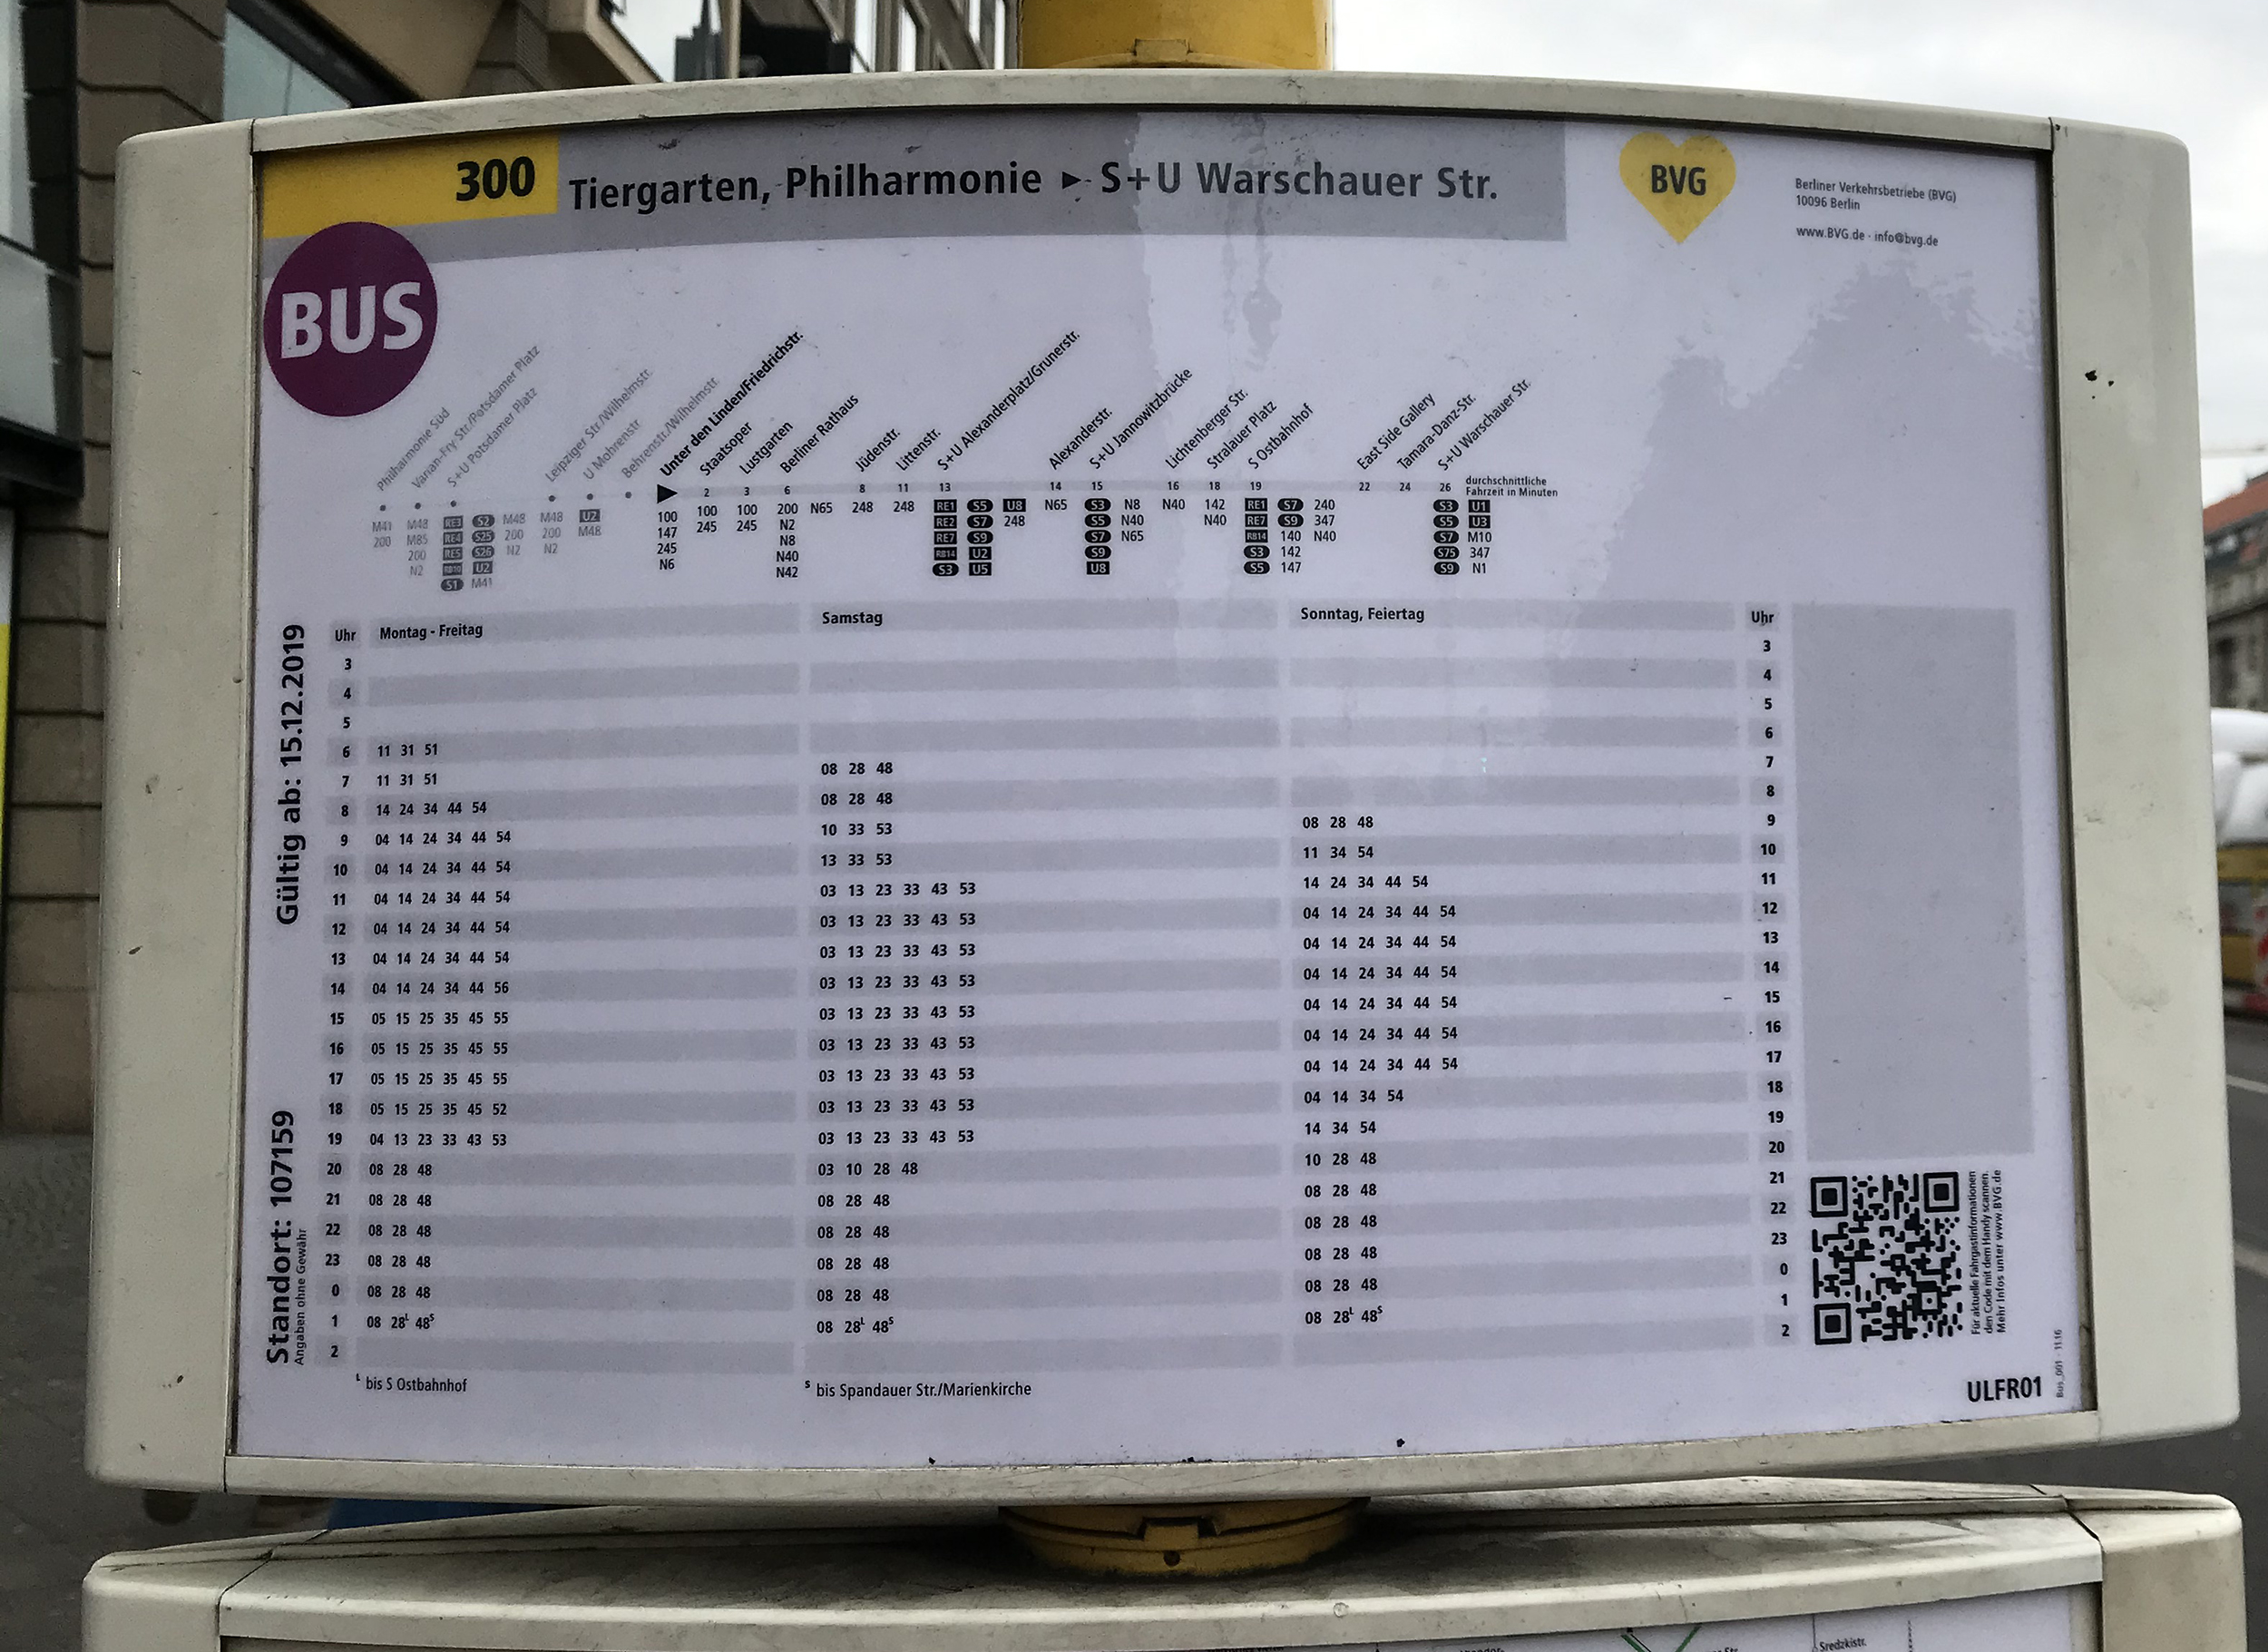 300 Tiergarten, Philharmonie ▸ S+U Warschauer Str.
BVG
Berliner Verkehrsbetriebe (BVG)
10096 Berlin
www.BVG.de · info@bvg.de
BUS
Philharmonie Süd
Varian-Fry Str./Potsdamer Platz
S+U Potsdamer Platz
Leipziger Str./Wilhelmstr.
U Mohrenstr.
Behrenstr./Wilhelmstr.
Unter den Linden/Friedrichstr.
Staatsoper
Lustgarten
Berliner Rathaus
Jüdenstr.
Littenstr.
S+U Alexanderplatz/Grunerstr.
Alexanderstr.
S+U Jannowitzbrücke
Lichtenberger Str.
Stralauer Platz
S Ostbahnhof
East Side Gallery
Tamara-Danz-Str.
S+U Warschauer Str.
2 3 6 8 11 13 14 15 16 18 19 22 24 26 durchschnittliche
Fahrzeit in Minuten
M41 M48 RE3 S2 M48 M48 U2 100 100 100 200 N65 248 248 RE1 S5 U8 N65 S3 N8 N40 142 RE1 S7 240 S3 U1
200 M85 RE4 S25 200 200 M48 147 245 245 N2 RE2 S7 248 S5 N40 N40 RE7 S9 347 S5 U3
200 RE5 S26 N2 N2 245 N8 RE7 S9 S7 N65 RB14 140 N40 S7 M10
N2 RB10 U2 N6 N40 RB14 U2 S9 S3 142 S75 347
S1 M41 N42 S3 U5 U8 S5 147 S9 N1
Gültig ab: 15.12.2019
Standort: 107159
Angaben ohne Gewähr
Uhr Montag - Freitag Samstag Sonntag, Feiertag Uhr
3 3
4 4
5 5
6 11 31 51 6
7 11 31 51 08 28 48 7
8 14 24 34 44 54 08 28 48 8
9 04 14 24 34 44 54 10 33 53 08 28 48 9
10 04 14 24 34 44 54 13 33 53 11 34 54 10
11 04 14 24 34 44 54 03 13 23 33 43 53 14 24 34 44 54 11
12 04 14 24 34 44 54 03 13 23 33 43 53 04 14 24 34 44 54 12
13 04 14 24 34 44 54 03 13 23 33 43 53 04 14 24 34 44 54 13
14 04 14 24 34 44 56 03 13 23 33 43 53 04 14 24 34 44 54 14
15 05 15 25 35 45 55 03 13 23 33 43 53 04 14 24 34 44 54 15
16 05 15 25 35 45 55 03 13 23 33 43 53 04 14 24 34 44 54 16
17 05 15 25 35 45 55 03 13 23 33 43 53 04 14 24 34 44 54 17
18 05 15 25 35 45 52 03 13 23 33 43 53 04 14 34 54 18
19 04 13 23 33 43 53 03 13 23 33 43 53 14 34 54 19
20 08 28 48 03 10 28 48 10 28 48 20
21 08 28 48 08 28 48 08 28 48 21
22 08 28 48 08 28 48 08 28 48 22
23 08 28 48 08 28 48 08 28 48 23
0 08 28 48 08 28 48 08 28 48 0
1 08 28ᴸ 48ˢ 08 28ᴸ 48ˢ 08 28ᴸ 48ˢ 1
2 2
ᴸ bis S Ostbahnhof ˢ bis Spandauer Str./Marienkirche
Für aktuelle Fahrgastinformationen
den Code mit dem Handy scannen.
Mehr Infos unter www.BVG.de
ULFR01
Sredzkistr.